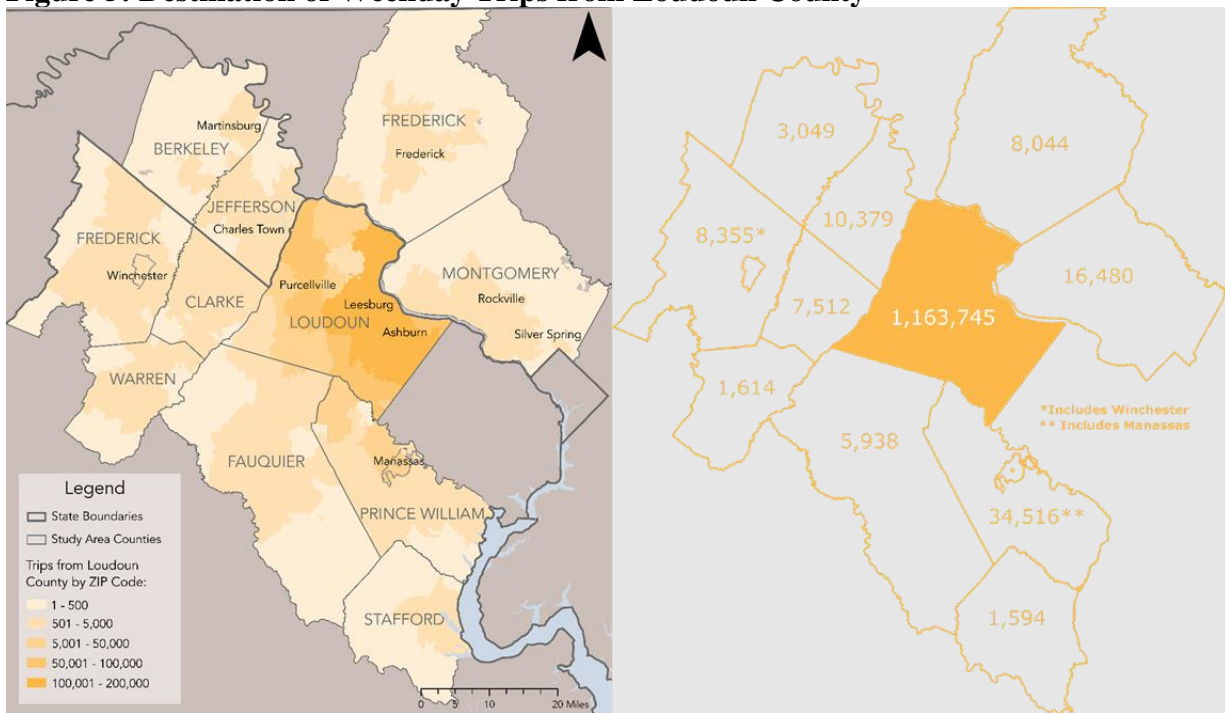 Figure 3: Destination of Weekday Trips from Loudoun County
Martinsburg
BERKELEY
FREDERICK
Frederick
JEFFERSON
Charles Town
FREDERICK
Winchester
CLARKE
Purcellville
Leesburg
LOUDOUN
Ashburn
MONTGOMERY
Rockville
Silver Spring
WARREN
FAUQUIER
Manassas
PRINCE WILLIAM
STAFFORD
Legend
State Boundaries
Study Area Counties
Trips from Loudoun
County by ZIP Code:
1 - 500
501 - 5,000
5,001 - 50,000
50,001 - 100,000
100,001 - 200,000
0 5 10 20 Miles
3,049
8,044
10,379
8,355*
16,480
7,512
1,163,745
1,614
*Includes Winchester
** Includes Manassas
5,938
34,516**
1,594